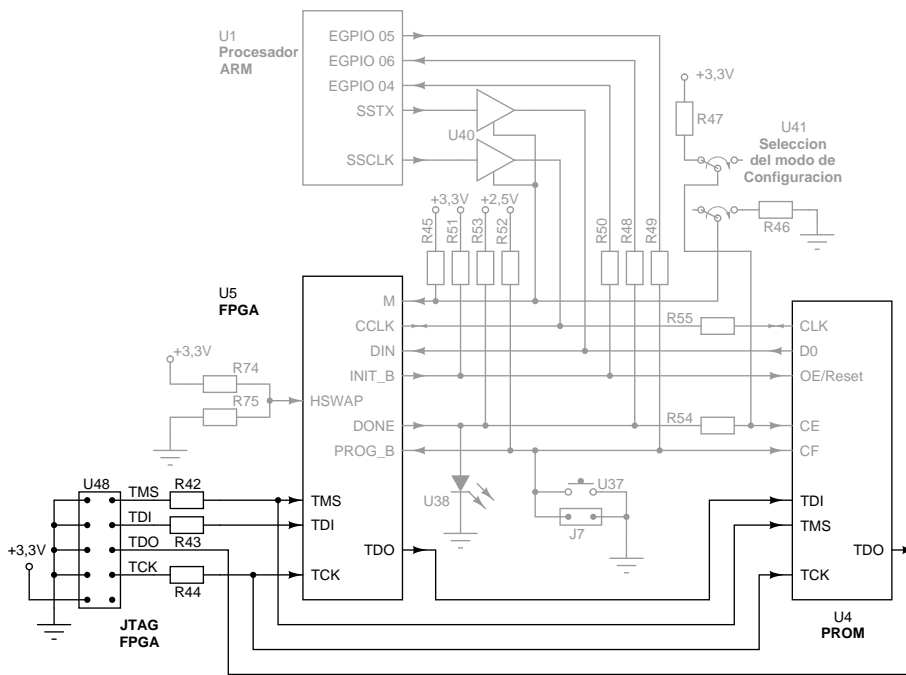 U1
Procesador
ARM
EGPIO 05
EGPIO 06
EGPIO 04
SSTX
SSCLK
U40
+3,3V
R47
U41
Seleccion
del modo de
Configuracion
R46
+3,3V
+2,5V
R45
R51
R53
R52
R50
R48
R49
U5
FPGA
M
CCLK
DIN
INIT_B
HSWAP
DONE
PROG_B
TMS
TDI
TDO
TCK
+3,3V
R74
R75
R55
R54
CLK
D0
OE/Reset
CE
CF
TDI
TMS
TDO
TCK
U4
PROM
U38
U37
J7
U48
TMS
R42
TDI
R43
TDO
TCK
R44
+3,3V
JTAG
FPGA